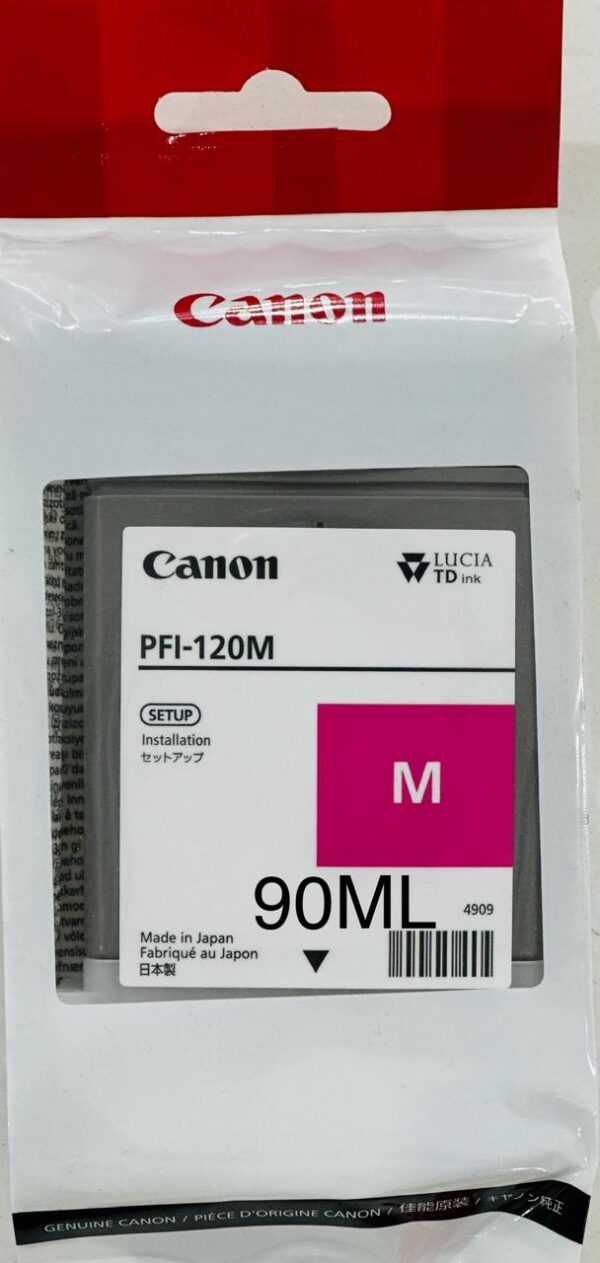 Canon
Canon
LUCIA
TD ink
PFI-120M
SETUP
Installation
セットアップ
M
90ML
4909
Made in Japan
Fabriqué au Japon
日本製
GENUINE CANON / PIÈCE D'ORIGINE CANON / 佳能原装 / キヤノン純正